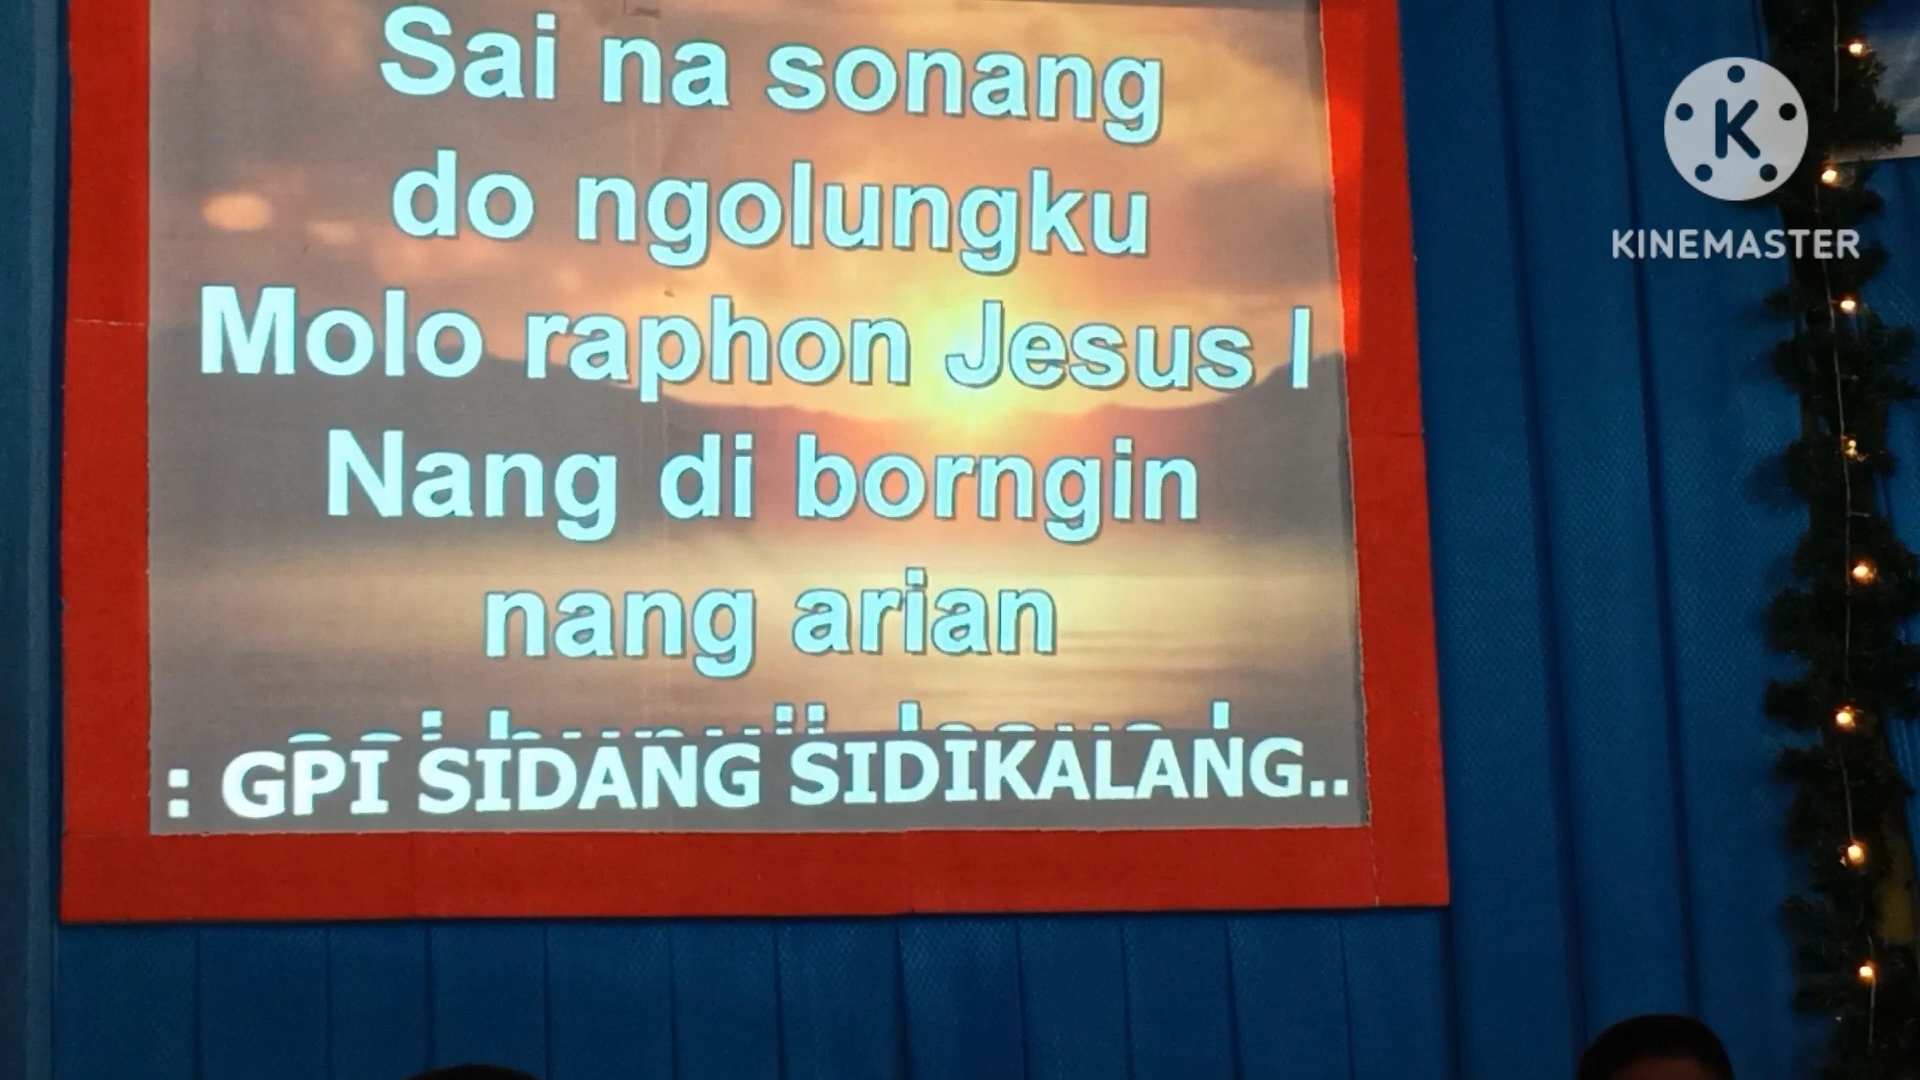 Sai na sonang
do ngolungku
Molo raphon Jesus I
Nang di borngin
nang arian
: GPI SIDANG SIDIKALANG..
K
KINEMASTER